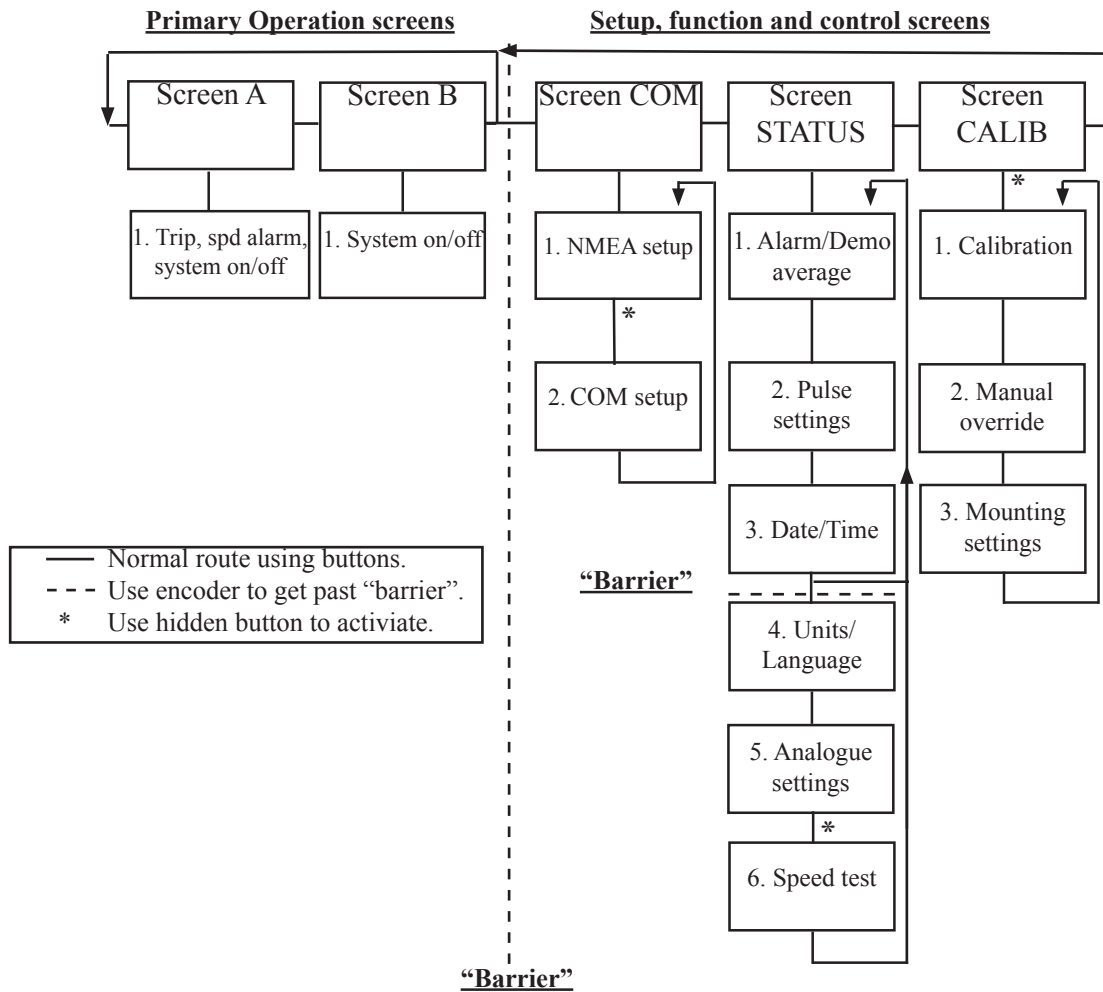 Primary Operation screens
Setup, function and control screens
Screen A
Screen B
Screen COM
Screen
STATUS
Screen
CALIB
*
1. Trip, spd alarm,
system on/off
1. System on/off
1. NMEA setup
1. Alarm/Demo
average
1. Calibration
*
2. COM setup
2. Pulse
settings
2. Manual
override
3. Date/Time
3. Mounting
settings
Normal route using buttons.
Use encoder to get past “barrier”.
* Use hidden button to activiate.
“Barrier”
4. Units/
Language
5. Analogue
settings
*
6. Speed test
“Barrier”